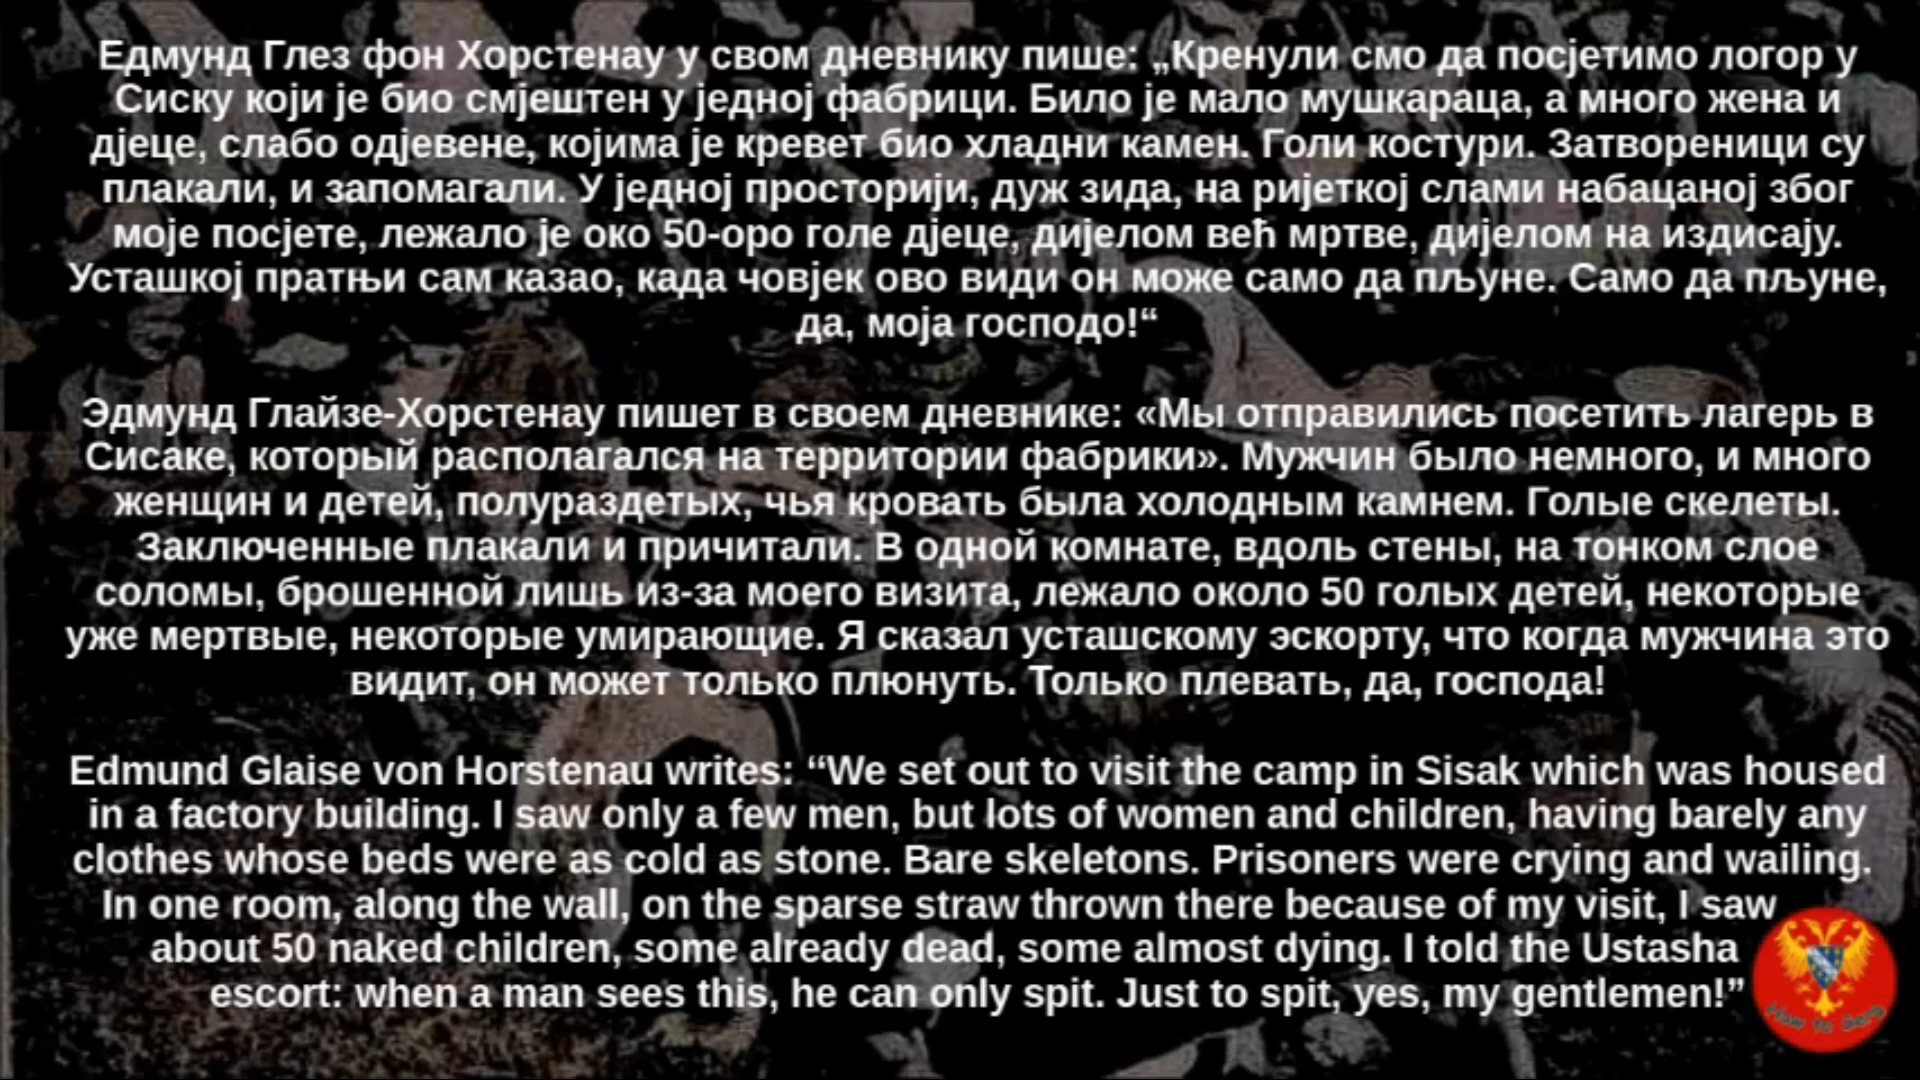 Едмунд Глез фон Хорстенау у свом дневнику пише: „Кренули смо да посјетимо логор у
Сиску који је био смјештен у једној фабрици. Било је мало мушкараца, а много жена и
дјеце, слабо одјевене, којима је кревет био хладни камен. Голи костури. Затвореници су
плакали, и запомагали. У једној просторији, дуж зида, на ријеткој слами набацаној због
моје посјете, лежало је око 50-оро голе дјеце, дијелом већ мртве, дијелом на издисају.
Усташкој пратњи сам казао, када човјек ово види он може само да пљуне. Само да пљуне,
да, моја господо!“
Эдмунд Глайзе-Хорстенау пишет в своем дневнике: «Мы отправились посетить лагерь в
Сисаке, который располагался на территории фабрики». Мужчин было немного, и много
женщин и детей, полураздетых, чья кровать была холодным камнем. Голые скелеты.
Заключенные плакали и причитали. В одной комнате, вдоль стены, на тонком слое
соломы, брошенной лишь из-за моего визита, лежало около 50 голых детей, некоторые
уже мертвые, некоторые умирающие. Я сказал усташскому эскорту, что когда мужчина это
видит, он может только плюнуть. Только плевать, да, господа!
Edmund Glaise von Horstenau writes: “We set out to visit the camp in Sisak which was housed
in a factory building. I saw only a few men, but lots of women and children, having barely any
clothes whose beds were as cold as stone. Bare skeletons. Prisoners were crying and wailing.
In one room, along the wall, on the sparse straw thrown there because of my visit, I saw
about 50 naked children, some already dead, some almost dying. I told the Ustasha
escort: when a man sees this, he can only spit. Just to spit, yes, my gentlemen!”
How to Serb